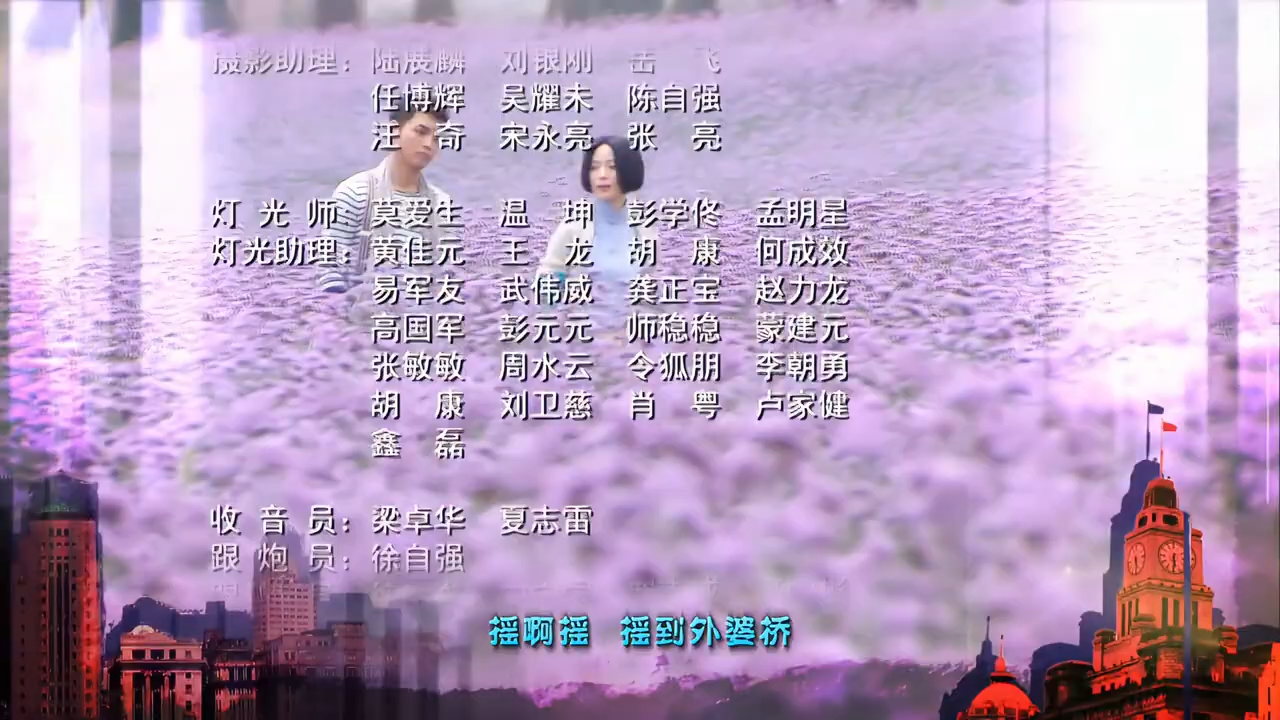 摄影助理：陆展麟 刘银刚 岳 飞
任博辉 吴耀未 陈自强
汪 奇 宋永亮 张 亮
灯 光 师：莫爱生 温 坤 彭学佟 孟明星
灯光助理：黄佳元 王 龙 胡 康 何成效
易军友 武伟威 龚正宝 赵力龙
高国军 彭元元 师稳稳 蒙建元
张敏敏 周水云 令狐朋 李朝勇
胡 康 刘卫慈 肖 粤 卢家健
鑫 磊
收 音 员：梁卓华 夏志雷
跟 炮 员：徐自强
摇啊摇 摇到外婆桥